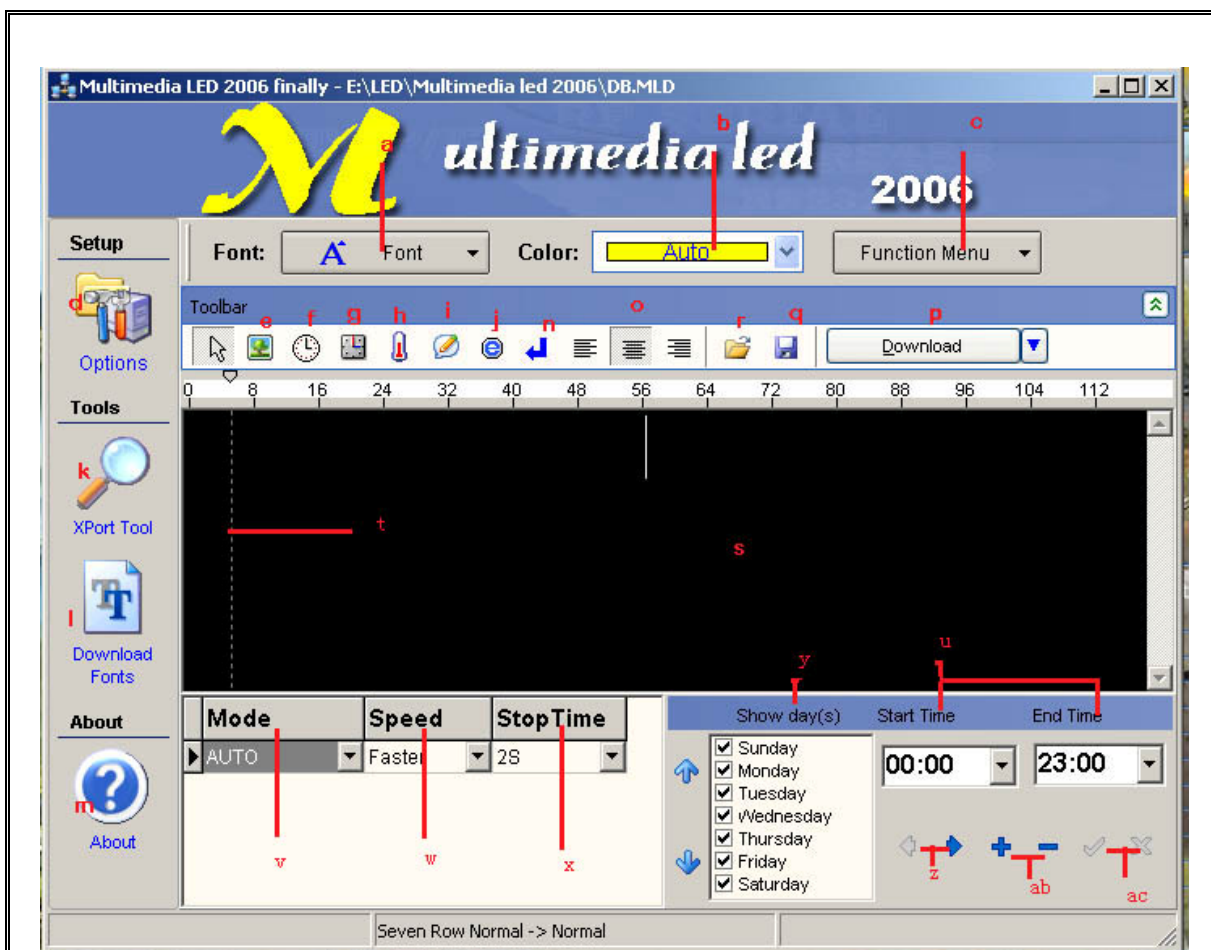 Multimedia LED 2006 finally - E:\LED\Multimedia led 2006\DB.MLD
Multimedia led
2006
a
b
c
Setup
Font:
Font
Color:
Auto
Function Menu
d
Options
Toolbar
e f g h i j n o r q p
Download
0 8 16 24 32 40 48 56 64 72 80 88 96 104 112
Tools
k
XPort Tool
t
s
l
Download
Fonts
u
y
About
m
About
Mode Speed StopTime
AUTO Faster 2S
v w x
Show day(s) Start Time End Time
Sunday
Monday
Tuesday
Wednesday
Thursday
Friday
Saturday
00:00 23:00
z ab ac
Seven Row Normal -> Normal